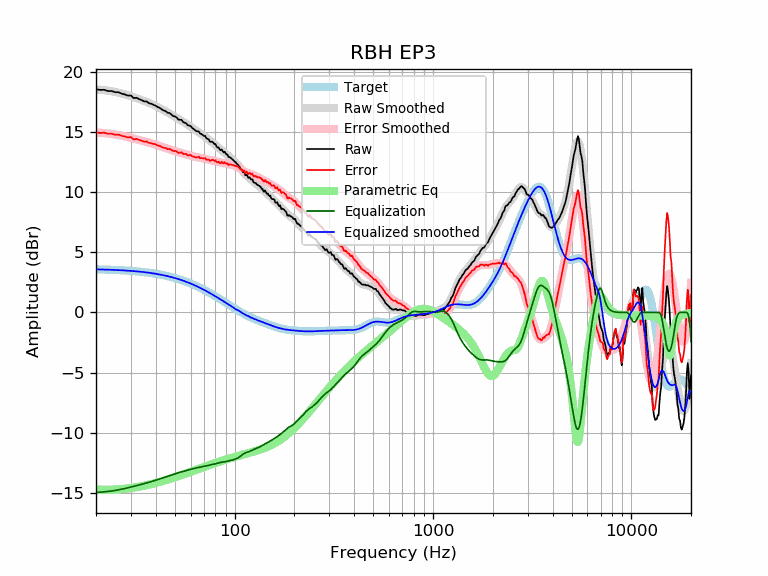 RBH EP3
20
15
10
5
0
−5
−10
−15
Amplitude (dBr)
Target
Raw Smoothed
Error Smoothed
Raw
Error
Parametric Eq
Equalization
Equalized smoothed
100
1000
10000
Frequency (Hz)